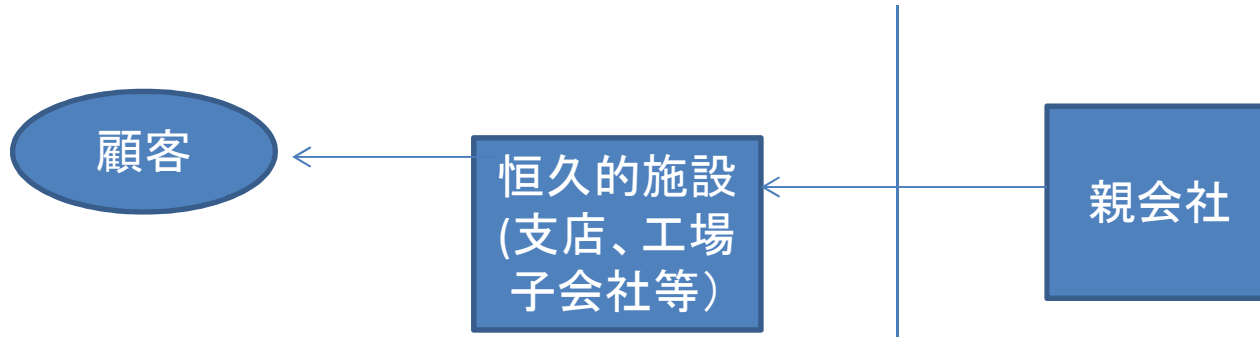 顧客
恒久的施設
(支店、工場
子会社等）
親会社